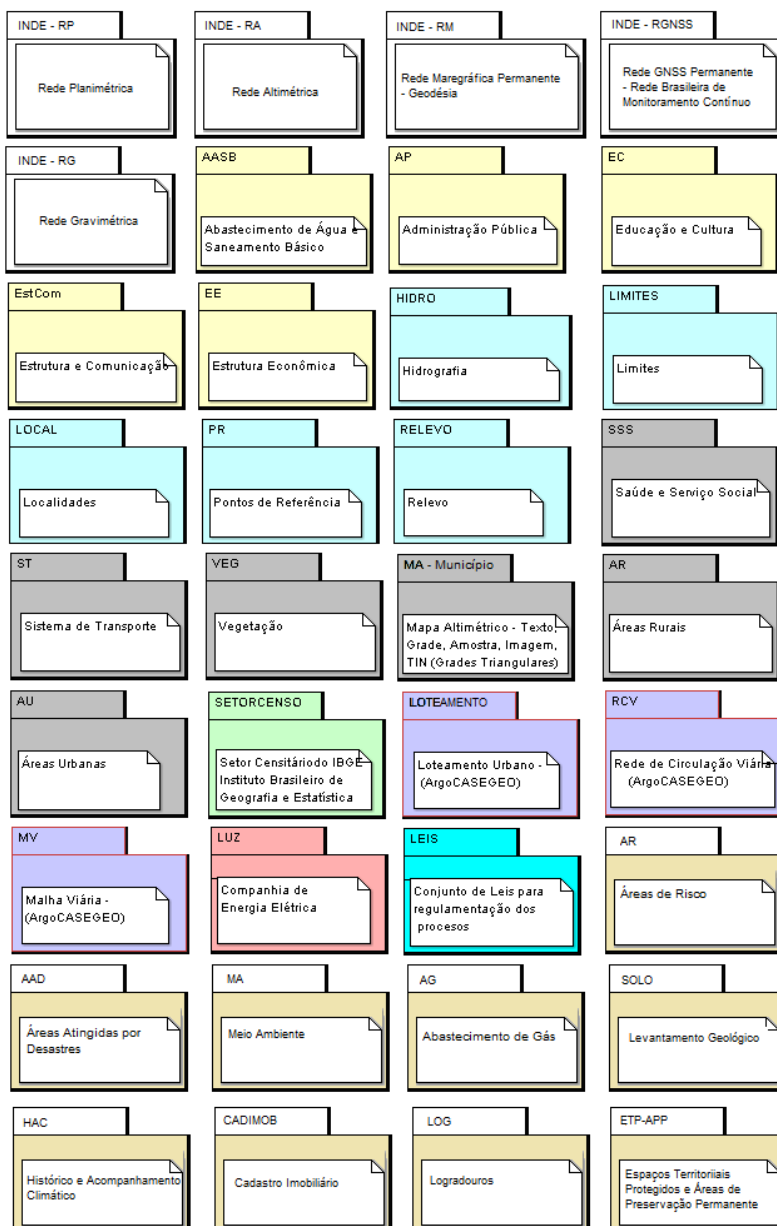 INDE - RP
Rede Planimétrica
INDE - RA
Rede Altimétrica
INDE - RM
Rede Maregráfica Permanente
- Geodésia
INDE - RGNSS
Rede GNSS Permanente
- Rede Brasileira de
Monitoramento Contínuo
INDE - RG
Rede Gravimétrica
AASB
Abastecimento de Água e
Saneamento Básico
AP
Administração Pública
EC
Educação e Cultura
EstCom
Estrutura e Comunicação
EE
Estrutura Econômica
HIDRO
Hidrografia
LIMITES
Limites
LOCAL
Localidades
PR
Pontos de Referência
RELEVO
Relevo
SSS
Saúde e Serviço Social
ST
Sistema de Transporte
VEG
Vegetação
MA - Município
Mapa Altimétrico - Texto,
Grade, Amostra, Imagem,
TIN (Grades Triangulares)
AR
Áreas Rurais
AU
Áreas Urbanas
SETORCENSO
Setor Censitáriodo IBGE
Instituto Brasileiro de
Geografia e Estatística
LOTEAMENTO
Loteamento Urbano -
(ArgoCASEGEO)
RCV
Rede de Circulação Viária
(ArgoCASEGEO)
MV
Malha Viária -
(ArgoCASEGEO)
LUZ
Companhia de
Energia Elétrica
LEIS
Conjunto de Leis para
regulamentação dos
procesos
AR
Áreas de Risco
AAD
Áreas Atingidas por
Desastres
MA
Meio Ambiente
AG
Abastecimento de Gás
SOLO
Levantamento Geológico
HAC
Histórico e Acompanhamento
Climático
CADIMOB
Cadastro Imobiliário
LOG
Logradouros
ETP-APP
Espaços Territoriiais
Protegidos e Áreas de
Preservação Permanente